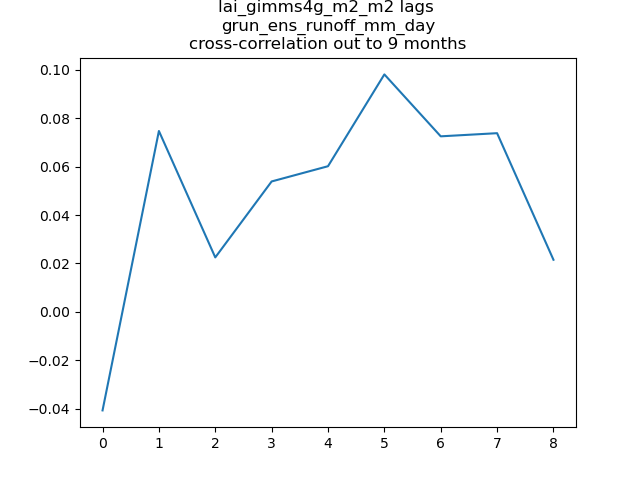 lai_gimms4g_m2_m2 lags
grun_ens_runoff_mm_day
cross-correlation out to 9 months
0.10
0.08
0.06
0.04
0.02
0.00
−0.02
−0.04
0 1 2 3 4 5 6 7 8